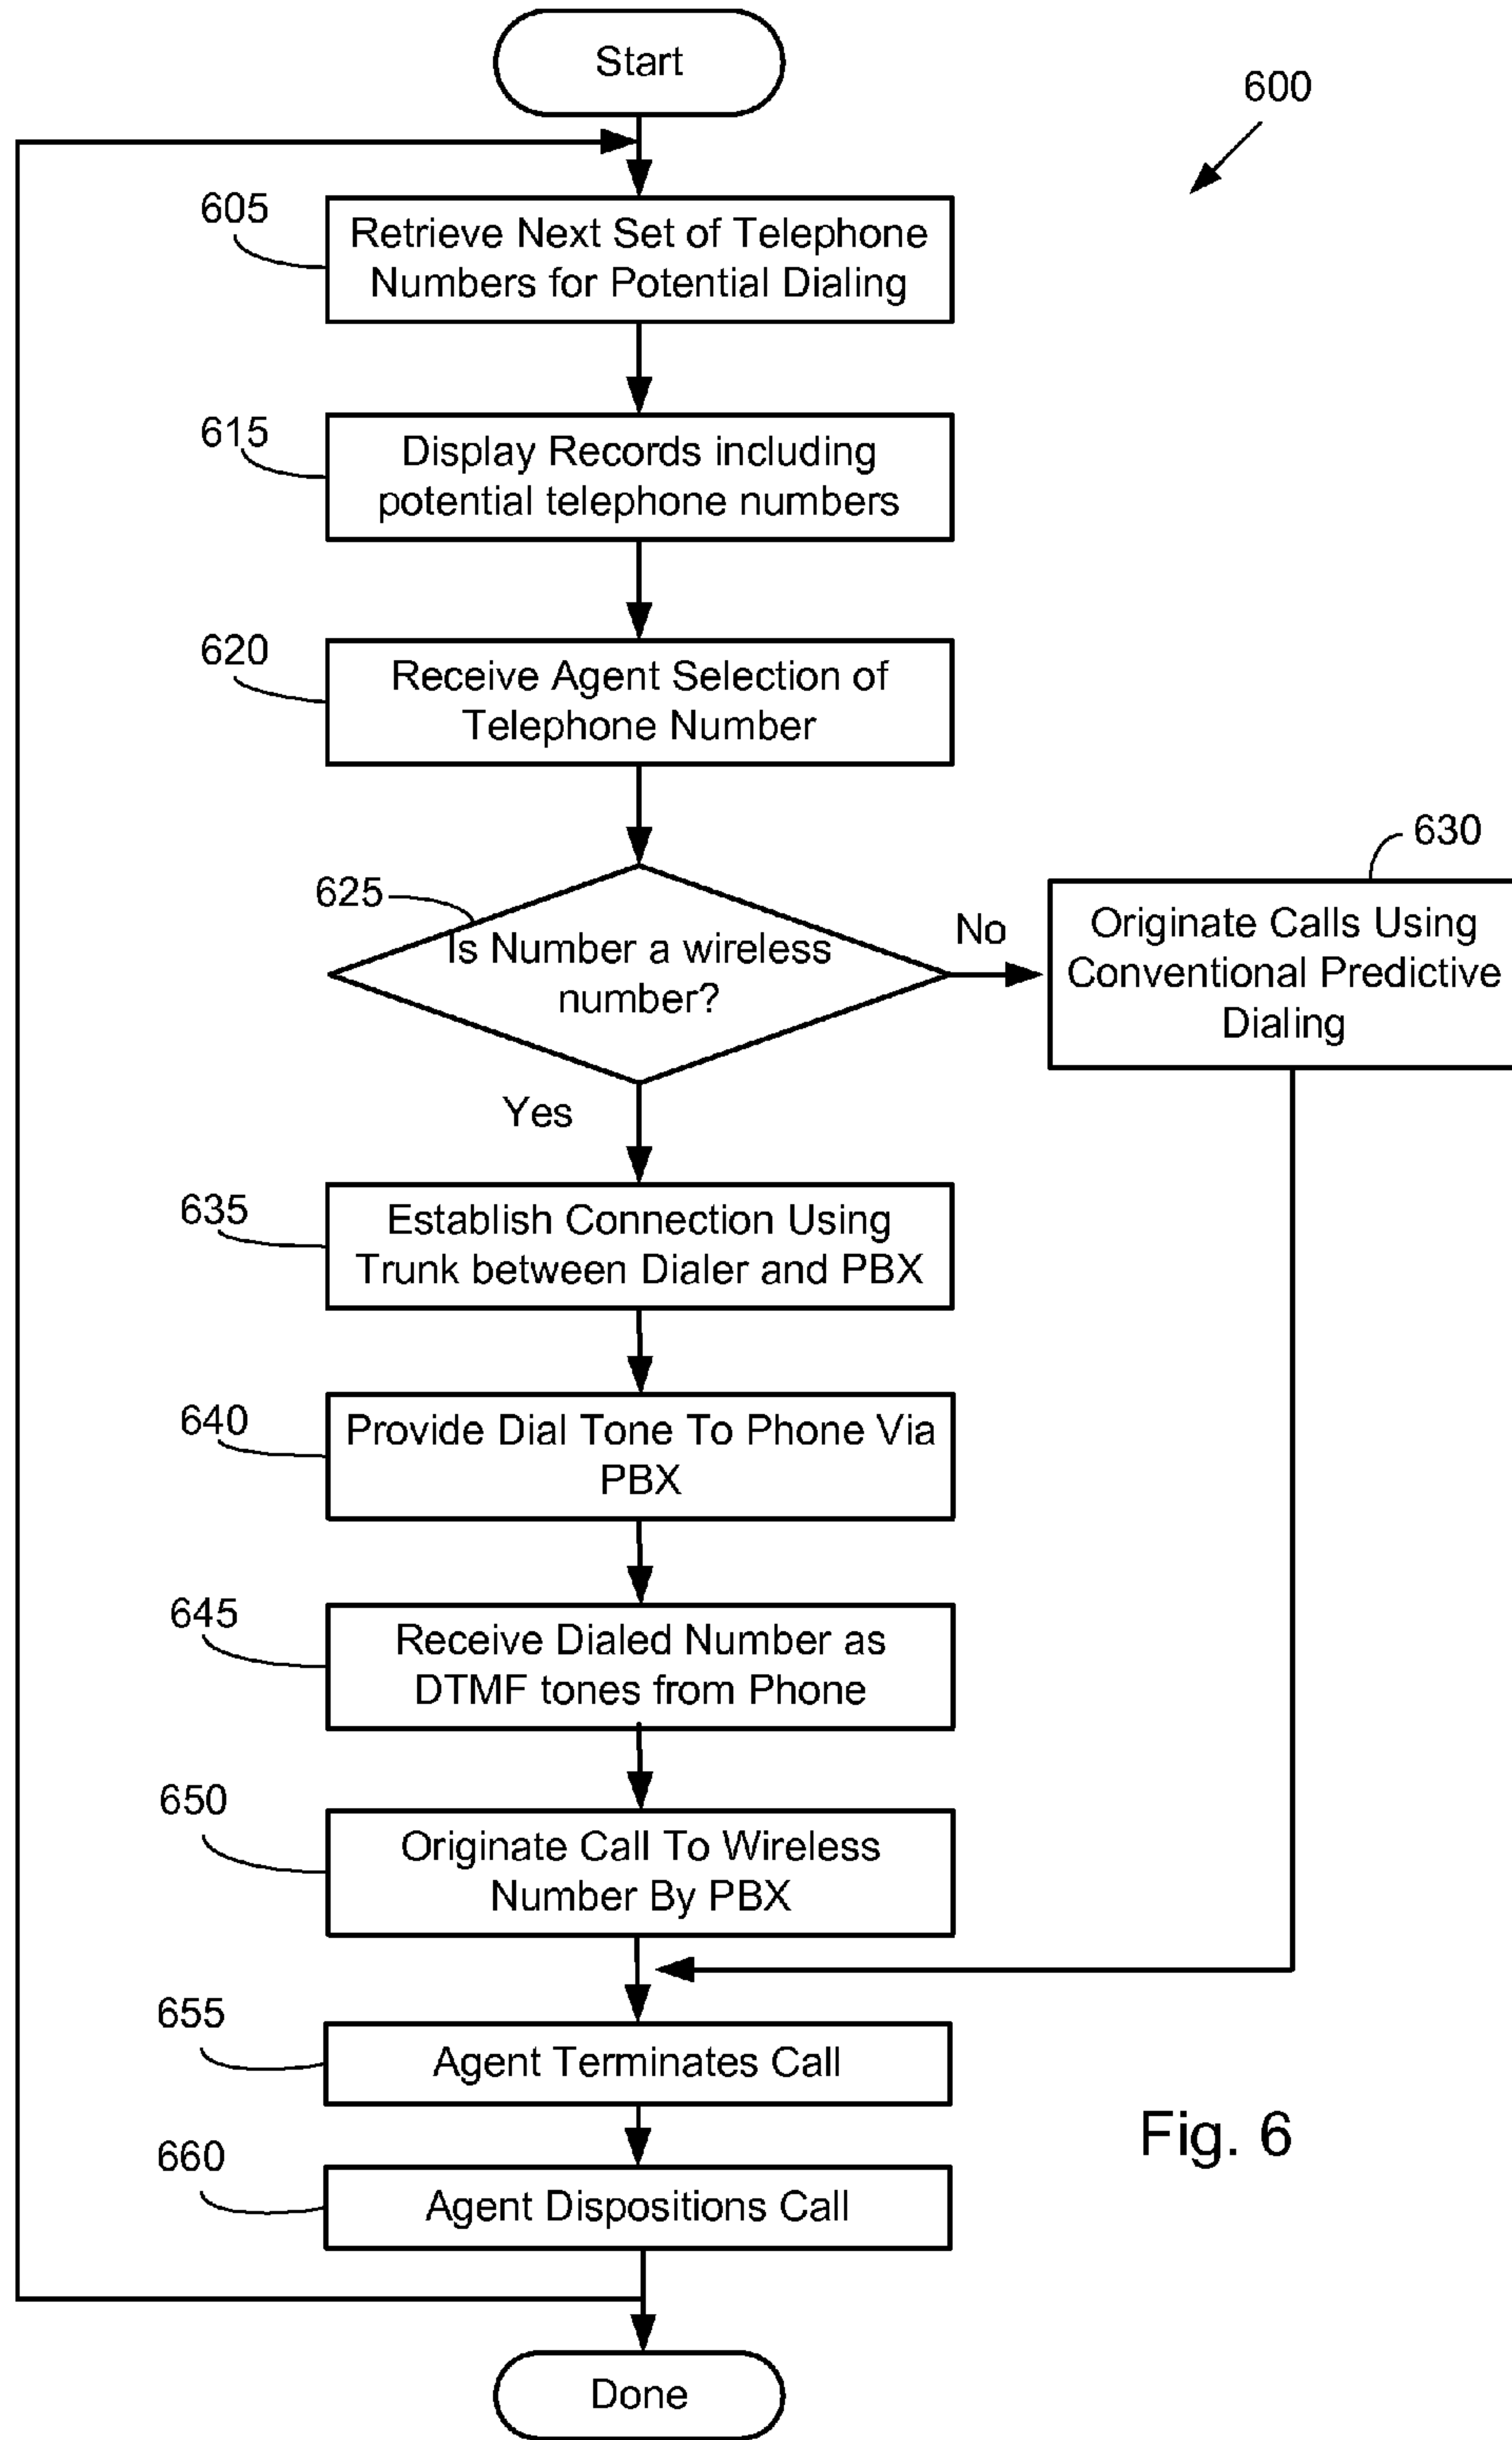 Start
600
605
Retrieve Next Set of Telephone
Numbers for Potential Dialing
615
Display Records including
potential telephone numbers
620
Receive Agent Selection of
Telephone Number
625
Is Number a wireless
number?
No
630
Originate Calls Using
Conventional Predictive
Dialing
Yes
635
Establish Connection Using
Trunk between Dialer and PBX
640
Provide Dial Tone To Phone Via
PBX
645
Receive Dialed Number as
DTMF tones from Phone
650
Originate Call To Wireless
Number By PBX
655
Agent Terminates Call
660
Agent Dispositions Call
Fig. 6
Done